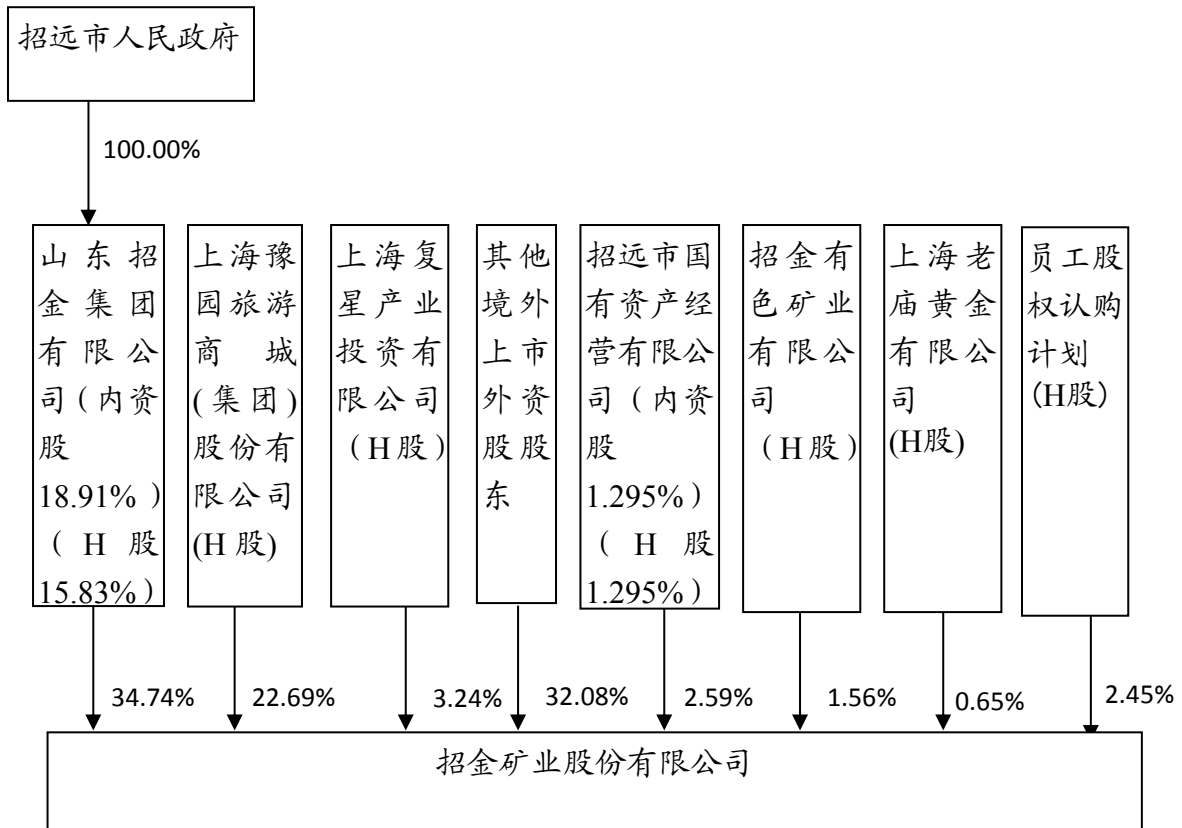 招远市人民政府
100.00%
山东招
金集团
有限公
司（内资
股
18.91%）
（H股
15.83%）
上海豫
园旅游
商城
(集团)
股份有
限公司
(H股)
上海复
星产业
投资有
限公司
（H股）
其他
境外
上市
外资
股股
东
招远市国
有资产经
营有限公
司（内资
股
1.295%）
（H股
1.295%）
招金有
色矿业
有限公
司
（H股）
上海老
庙黄金
有限公
司
(H股)
员工股
权认购
计划
(H股）
34.74%
22.69%
3.24%
32.08%
2.59%
1.56%
0.65%
2.45%
招金矿业股份有限公司